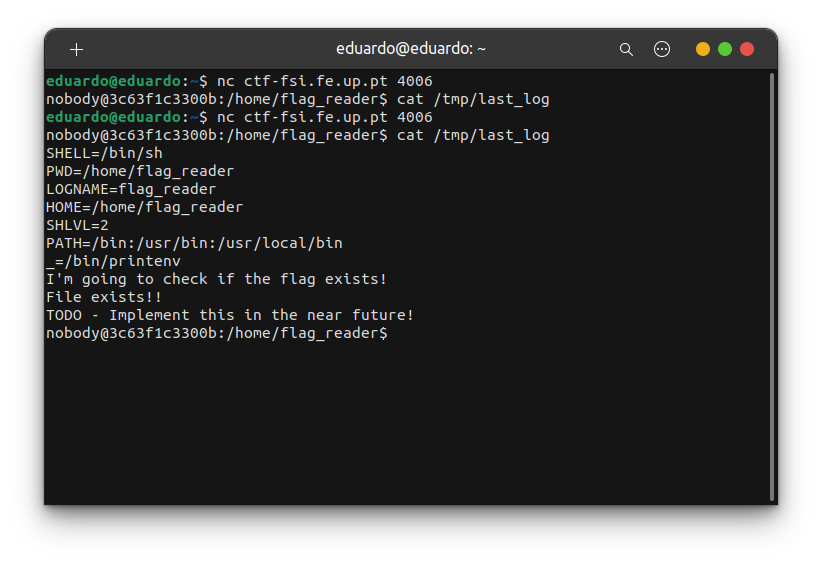 eduardo@eduardo: ~
eduardo@eduardo:~$ nc ctf-fsi.fe.up.pt 4006
nobody@3c63f1c3300b:/home/flag_reader$ cat /tmp/last_log
eduardo@eduardo:~$ nc ctf-fsi.fe.up.pt 4006
nobody@3c63f1c3300b:/home/flag_reader$ cat /tmp/last_log
SHELL=/bin/sh
PWD=/home/flag_reader
LOGNAME=flag_reader
HOME=/home/flag_reader
SHLVL=2
PATH=/bin:/usr/bin:/usr/local/bin
_=/bin/printenv
I'm going to check if the flag exists!
File exists!!
TODO - Implement this in the near future!
nobody@3c63f1c3300b:/home/flag_reader$